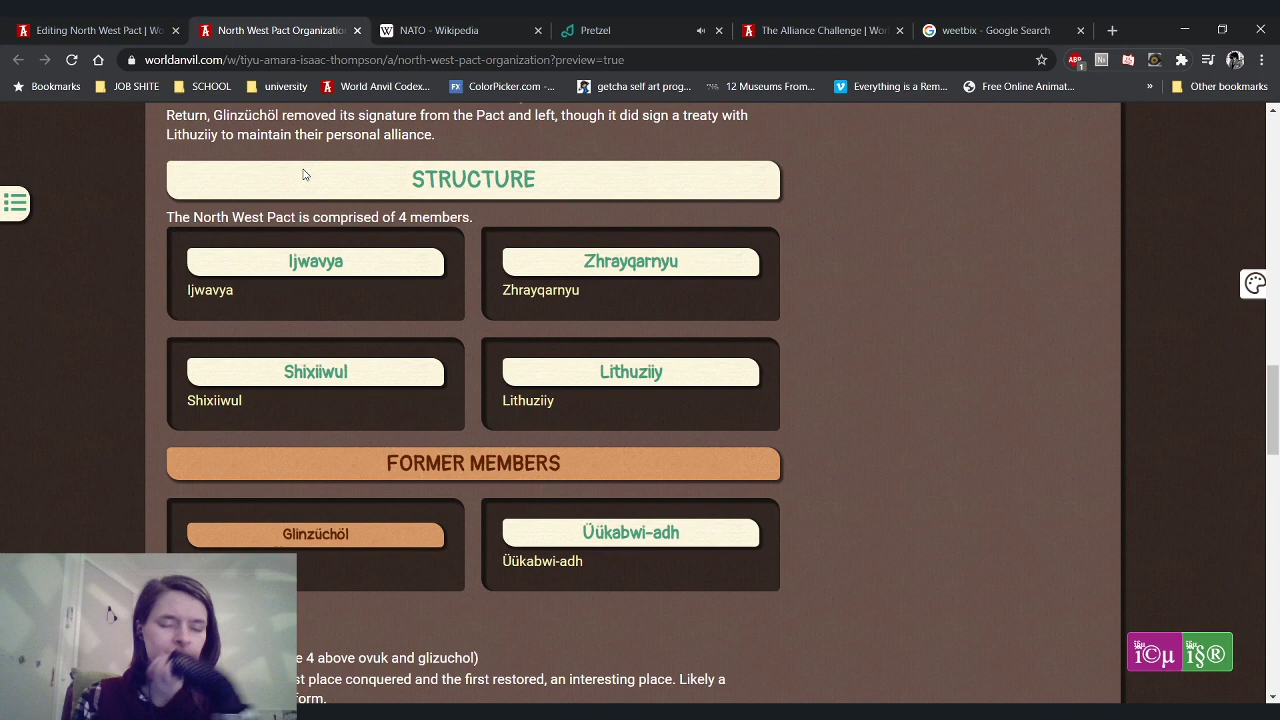 Editing North West Pact | Wo
North West Pact Organization
NATO - Wikipedia
Pretzel
The Alliance Challenge | Worl
weetbix - Google Search
worldanvil.com/w/tiyu-amara-isaac-thompson/a/north-west-pact-organization?preview=true
Bookmarks
JOB SHITE
SCHOOL
university
World Anvil Codex...
ColorPicker.com
getcha self art prog...
12 Museums From...
Everything is a Rem...
Free Online Animat...
»
Other bookmarks
Return, Glinzüchöl removed its signature from the Pact and left, though it did sign a treaty with
Lithuziiy to maintain their personal alliance.
STRUCTURE
The North West Pact is comprised of 4 members.
Ijwavya
Ijwavya
Zhrayqarnyu
Zhrayqarnyu
Shixiiwul
Shixiiwul
Lithuziiy
Lithuziiy
FORMER MEMBERS
Glinzüchöl
Üükabwi-adh
Üükabwi-adh
4 above ovuk and glizuchol)
place conquered and the first restored, an interesting place. Likely a
form.